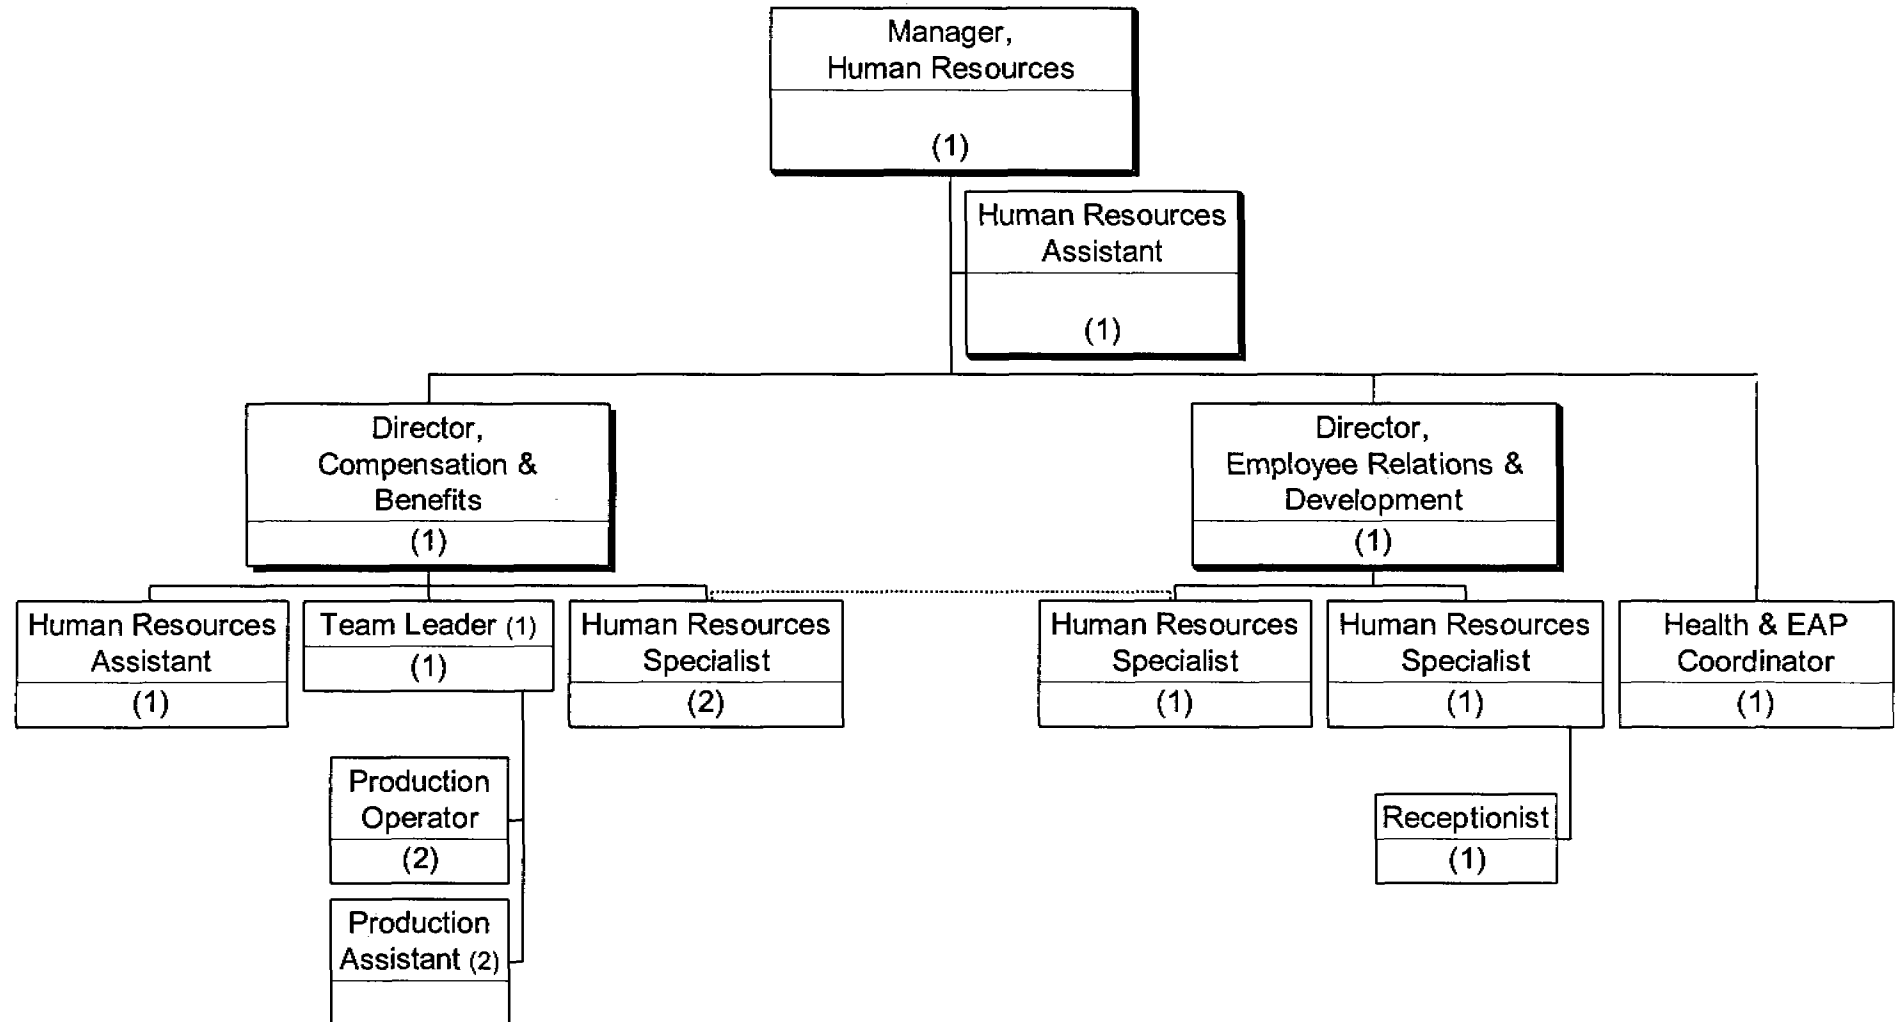 Manager,
Human Resources
(1)
Human Resources
Assistant
(1)
Director,
Compensation &
Benefits
(1)
Director,
Employee Relations &
Development
(1)
Human Resources
Assistant
(1)
Team Leader (1)
(1)
Human Resources
Specialist
(2)
Human Resources
Specialist
(1)
Human Resources
Specialist
(1)
Health & EAP
Coordinator
(1)
Production
Operator
(2)
Receptionist
(1)
Production
Assistant (2)